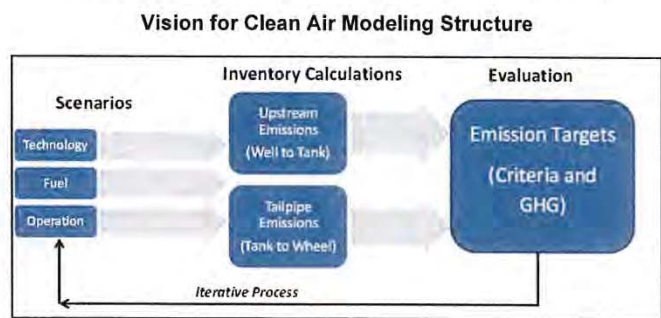 Vision for Clean Air Modeling Structure
Inventory Calculations
Evaluation
Scenarios
Technology
Fuel
Operation
Upstream
Emissions
(Well to Tank)
Tailpipe
Emissions
(Tank to Wheel)
Emission Targets
(Criteria and
GHG)
Iterative Process